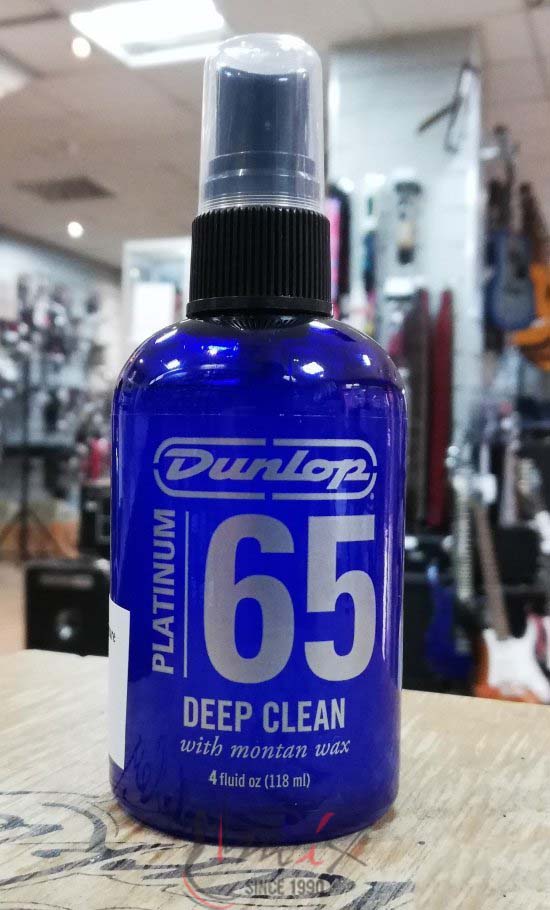 Dunlop
PLATINUM
65
DEEP CLEAN
with montan wax
4 fluid oz (118 ml)
SINCE 1990